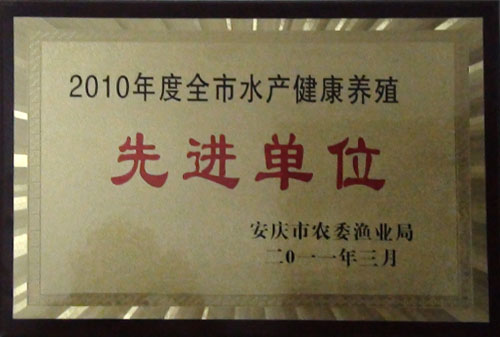 2010年度全市水产健康养殖
先进单位
安庆市农委渔业局
二0一一年三月